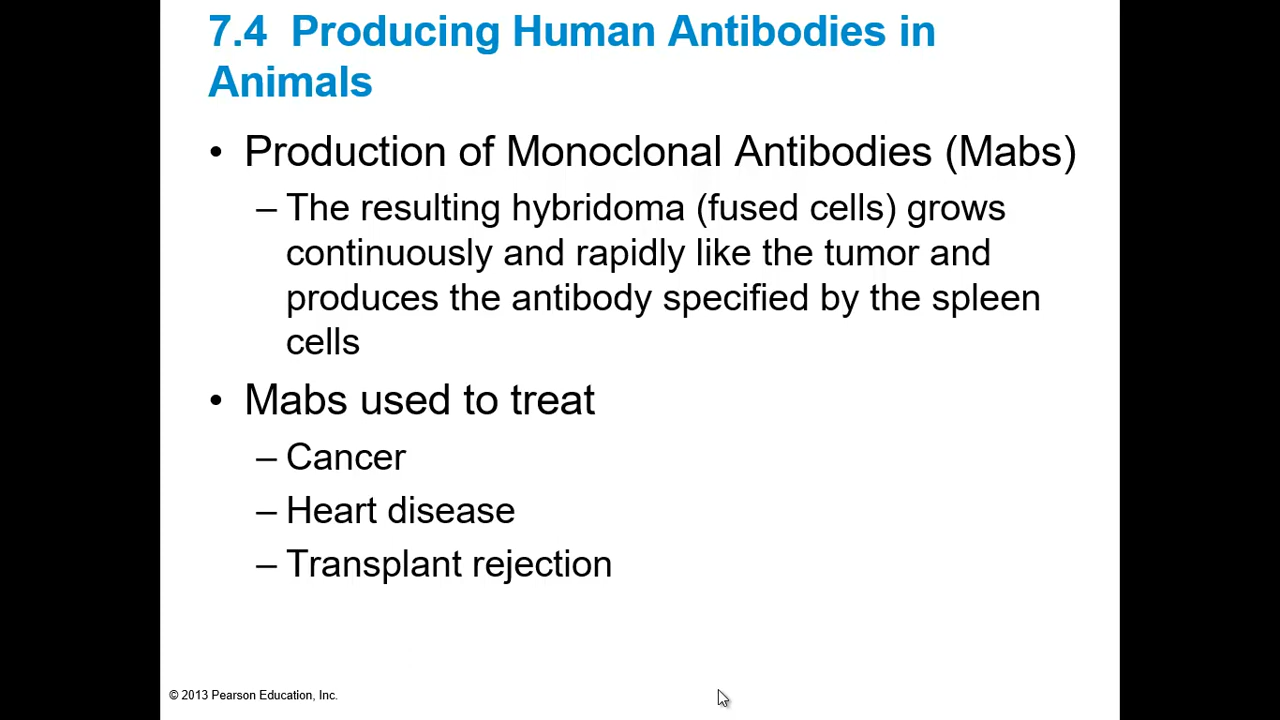 7.4 Producing Human Antibodies in
Animals
• Production of Monoclonal Antibodies (Mabs)
– The resulting hybridoma (fused cells) grows
continuously and rapidly like the tumor and
produces the antibody specified by the spleen
cells
• Mabs used to treat
– Cancer
– Heart disease
– Transplant rejection
© 2013 Pearson Education, Inc.